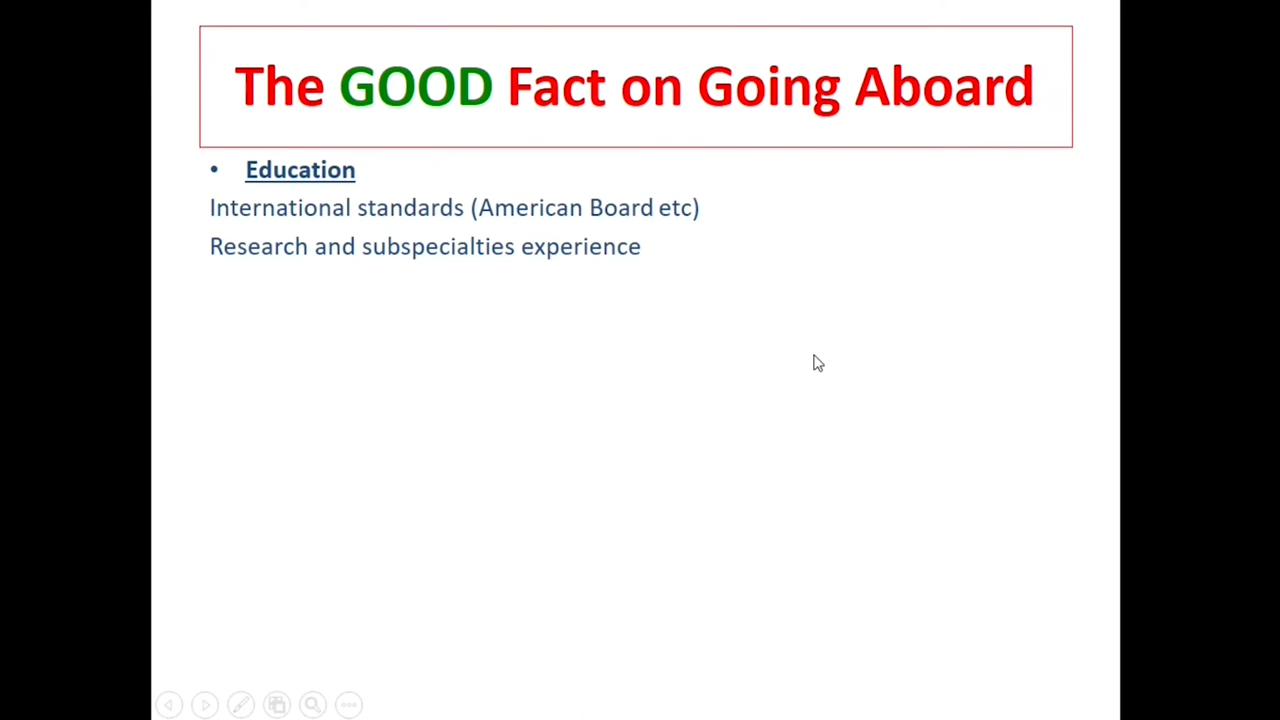 The GOOD Fact on Going Aboard
• Education
International standards (American Board etc)
Research and subspecialties experience